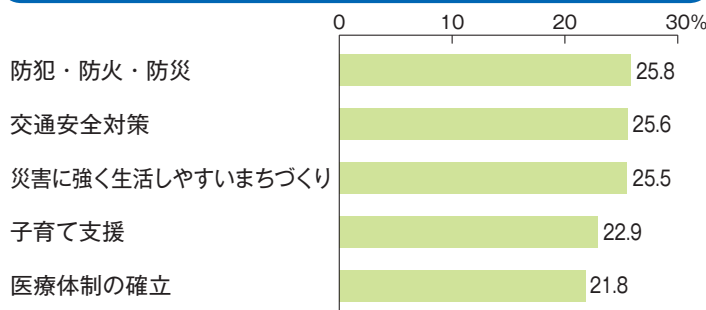 0 10 20 30%
防犯・防火・防災 25.8
交通安全対策 25.6
災害に強く生活しやすいまちづくり 25.5
子育て支援 22.9
医療体制の確立 21.8